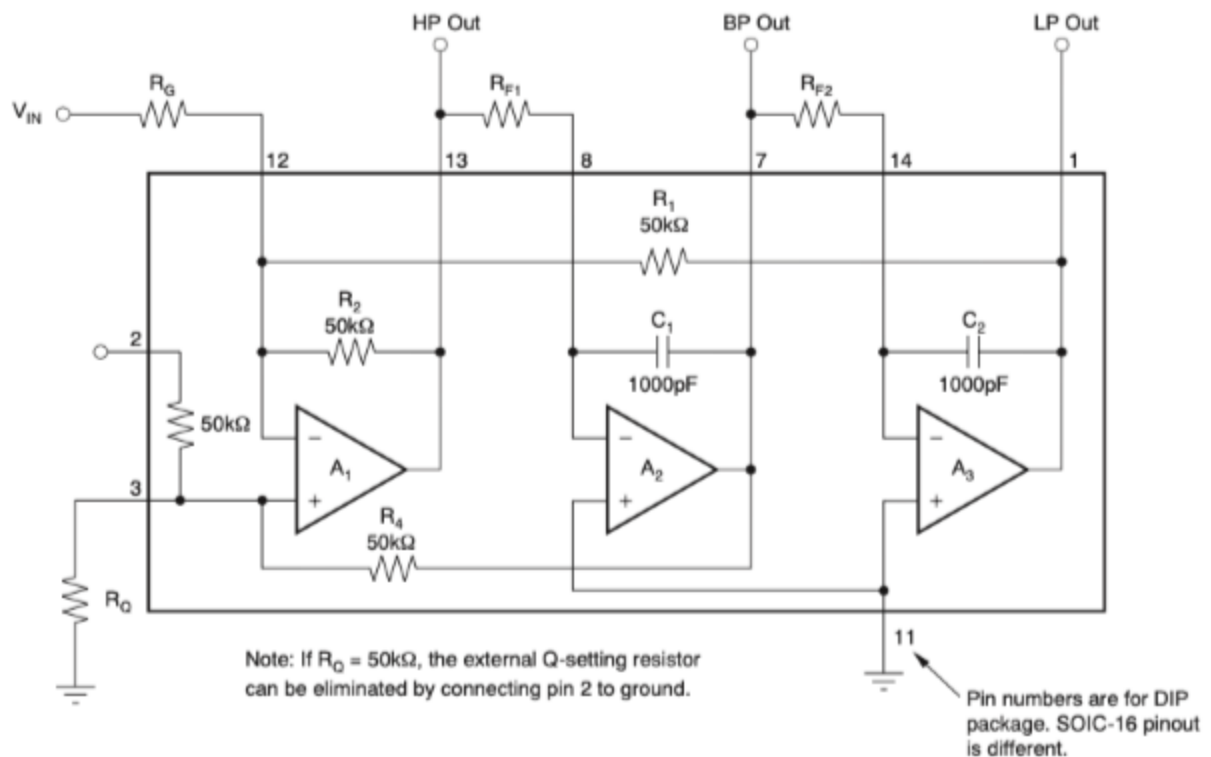 HP Out
BP Out
LP Out
R_G
R_F1
R_F2
V_IN
12
13
8
7
14
1
R_1
50kΩ
R_2
50kΩ
C_1
C_2
2
1000pF
1000pF
50kΩ
A_1
A_2
A_3
3
R_4
50kΩ
R_Q
11
Note: If R_Q = 50kΩ, the external Q-setting resistor
can be eliminated by connecting pin 2 to ground.
Pin numbers are for DIP
package. SOIC-16 pinout
is different.